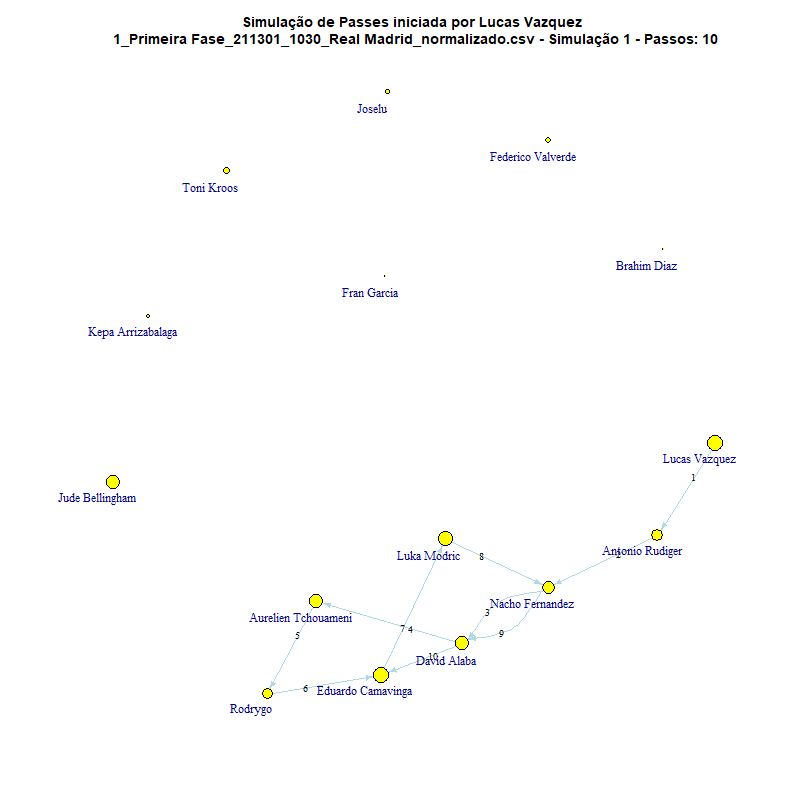 Simulação de Passes iniciada por Lucas Vazquez
1_Primeira Fase_211301_1030_Real Madrid_normalizado.csv - Simulação 1 - Passos: 10
Joselu
Federico Valverde
Toni Kroos
Brahim Diaz
Fran Garcia
Kepa Arrizabalaga
Lucas Vazquez
1
Jude Bellingham
Antonio Rudiger
2
Luka Modric
8
Nacho Fernandez
3
Aurelien Tchouameni
7
4
9
5
10
David Alaba
6
Eduardo Camavinga
Rodrygo